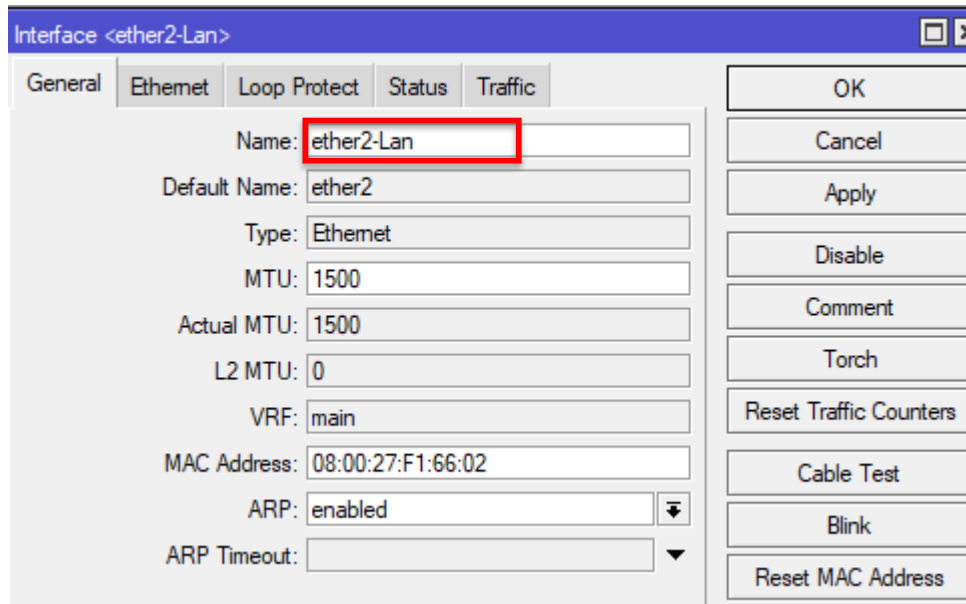 Interface <ether2-Lan>
General Ethernet Loop Protect Status Traffic
Name: ether2-Lan
Default Name: ether2
Type: Ethernet
MTU: 1500
Actual MTU: 1500
L2 MTU: 0
VRF: main
MAC Address: 08:00:27:F1:66:02
ARP: enabled
ARP Timeout:
OK
Cancel
Apply
Disable
Comment
Torch
Reset Traffic Counters
Cable Test
Blink
Reset MAC Address